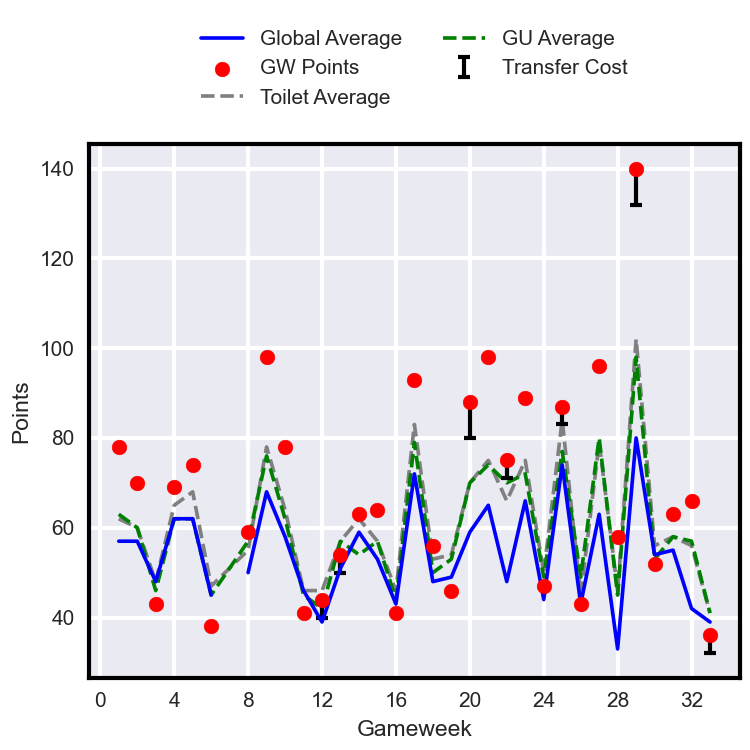 Global Average
GW Points
Toilet Average
GU Average
Transfer Cost
140
120
100
80
60
40
Points
0 4 8 12 16 20 24 28 32
Gameweek